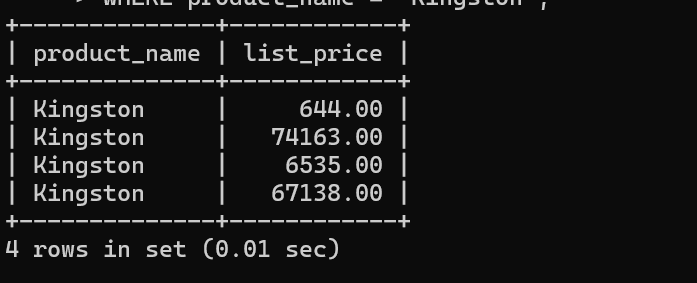 > WHERE product_name = 'Kingston';
+--------------+------------+
| product_name | list_price |
+--------------+------------+
| Kingston     |     644.00 |
| Kingston     |   74163.00 |
| Kingston     |    6535.00 |
| Kingston     |   67138.00 |
+--------------+------------+
4 rows in set (0.01 sec)